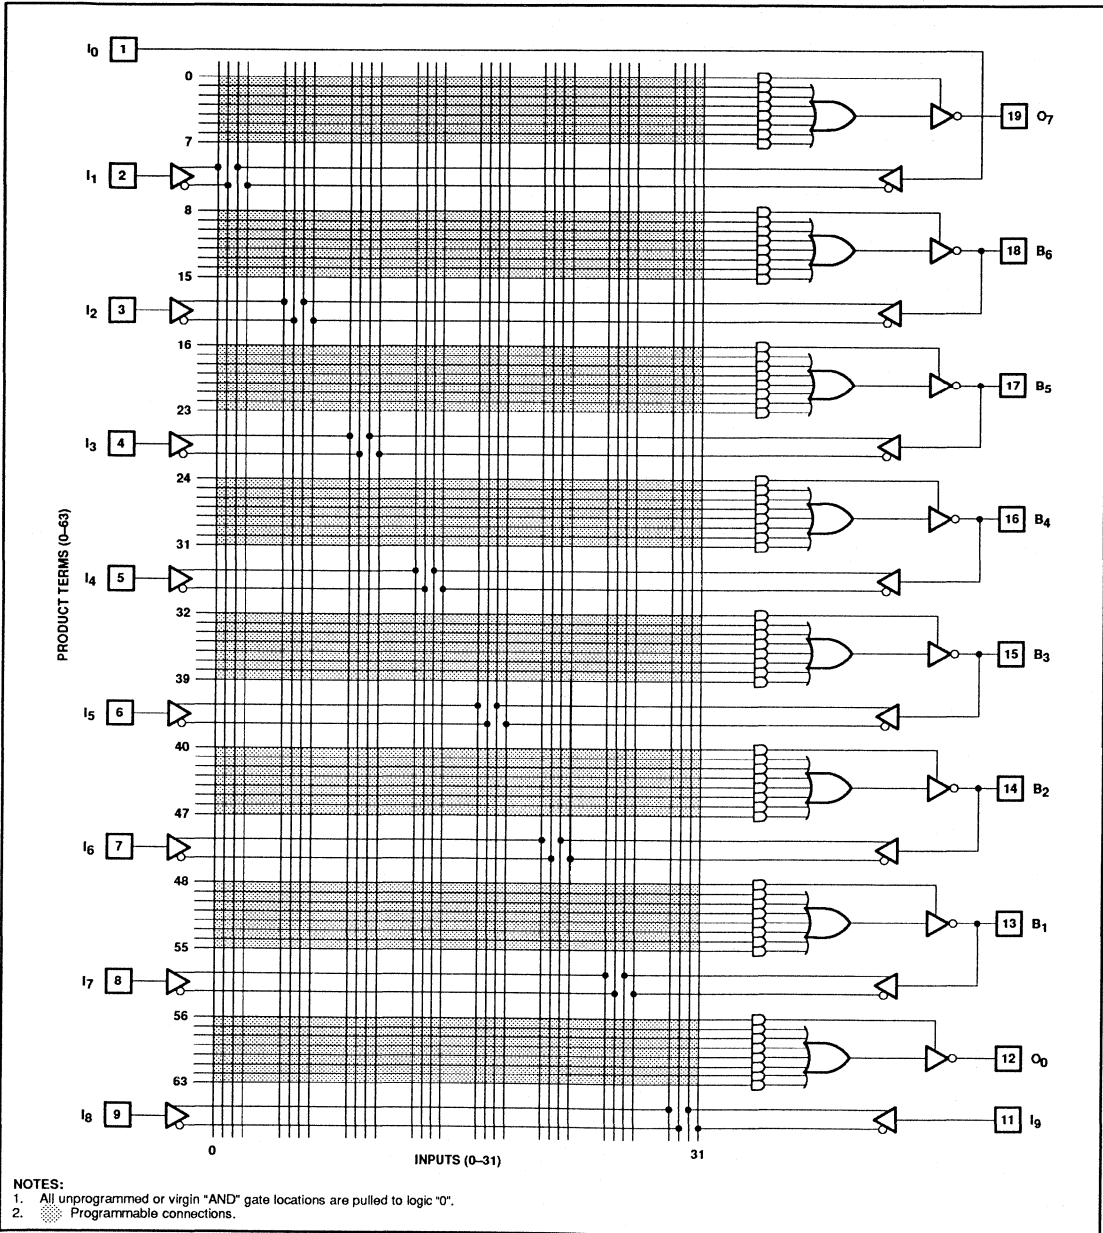 I0 1
0
19 O7
7
I1 2
8
18 B6
15
I2 3
16
17 B5
23
I3 4
24
16 B4
31
I4 5
PRODUCT TERMS (0–63)
32
15 B3
39
I5 6
40
14 B2
47
I6 7
48
13 B1
55
I7 8
56
12 O0
63
I8 9
11 I9
0 INPUTS (0–31) 31
NOTES:
1. All unprogrammed or virgin "AND" gate locations are pulled to logic "0".
2. Programmable connections.